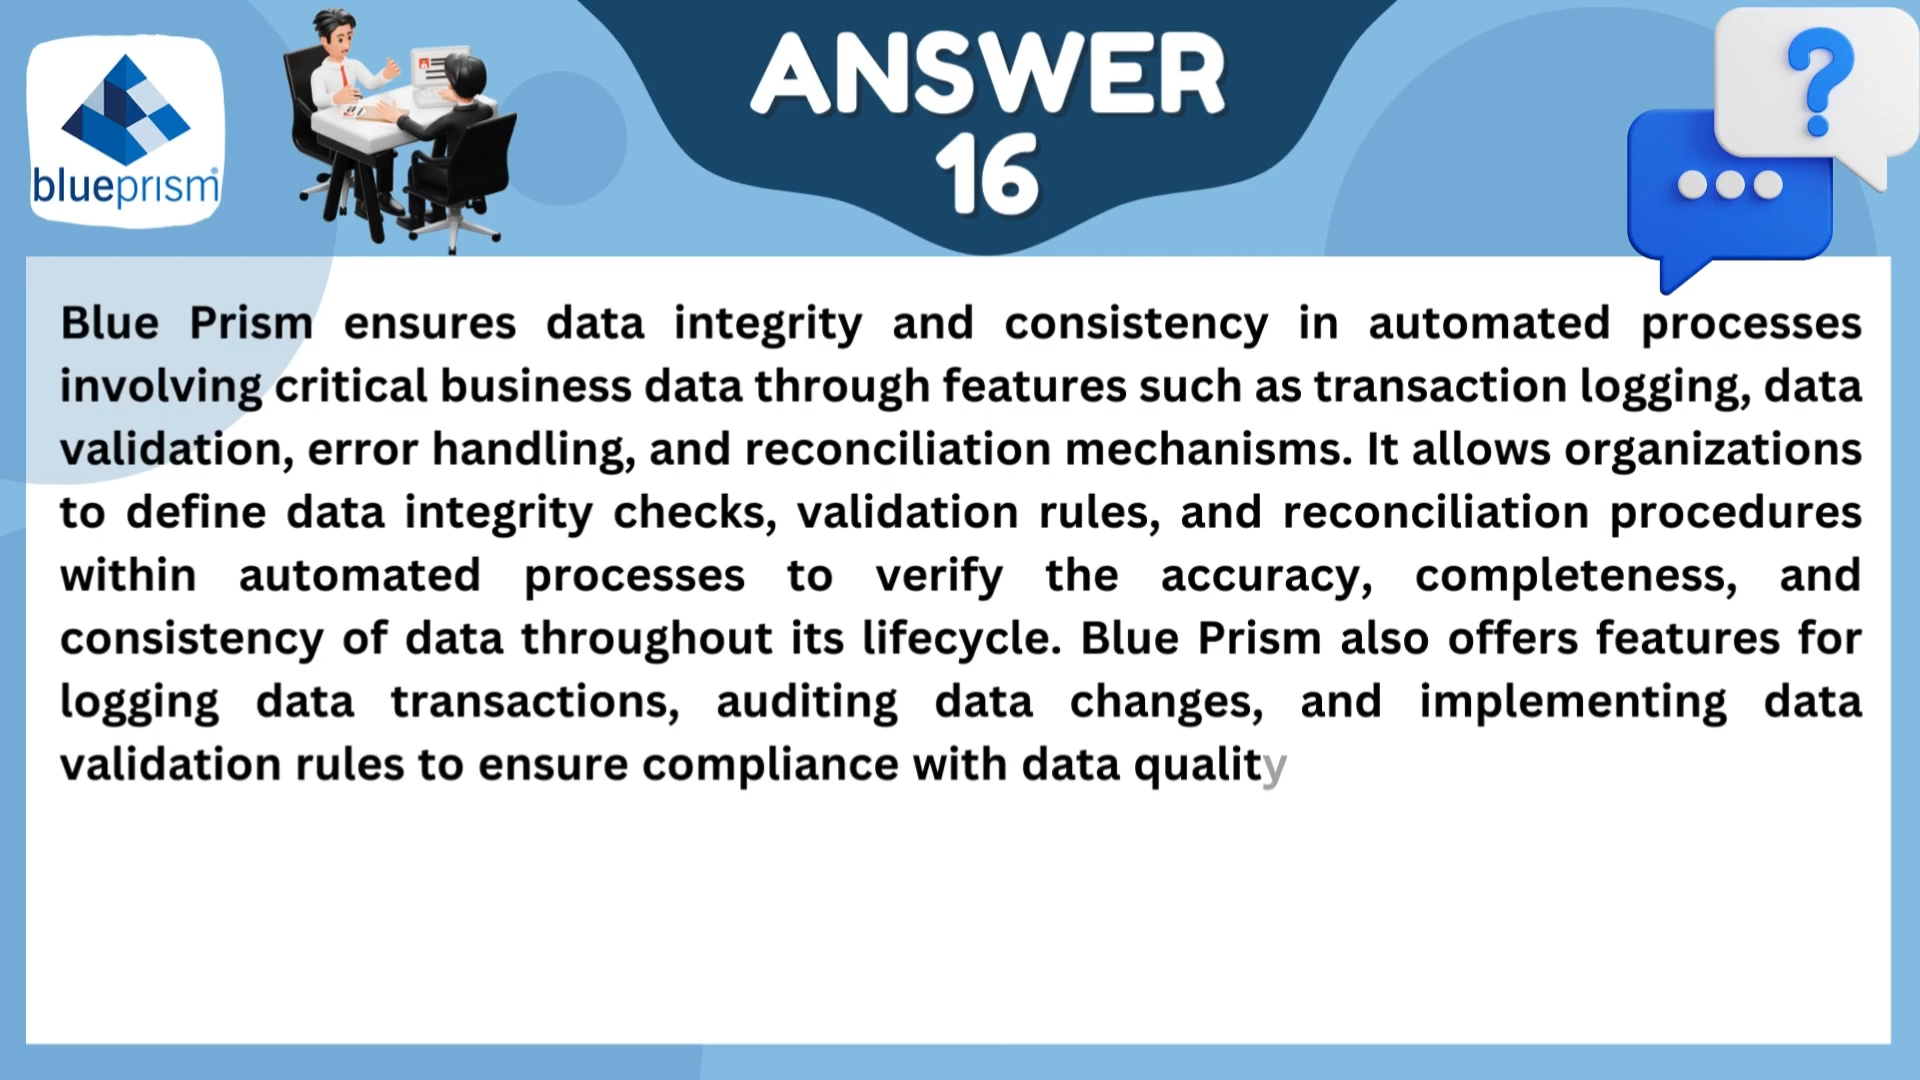 blueprism
ANSWER
16
?
Blue Prism ensures data integrity and consistency in automated processes
involving critical business data through features such as transaction logging, data
validation, error handling, and reconciliation mechanisms. It allows organizations
to define data integrity checks, validation rules, and reconciliation procedures
within automated processes to verify the accuracy, completeness, and
consistency of data throughout its lifecycle. Blue Prism also offers features for
logging data transactions, auditing data changes, and implementing data
validation rules to ensure compliance with data quality